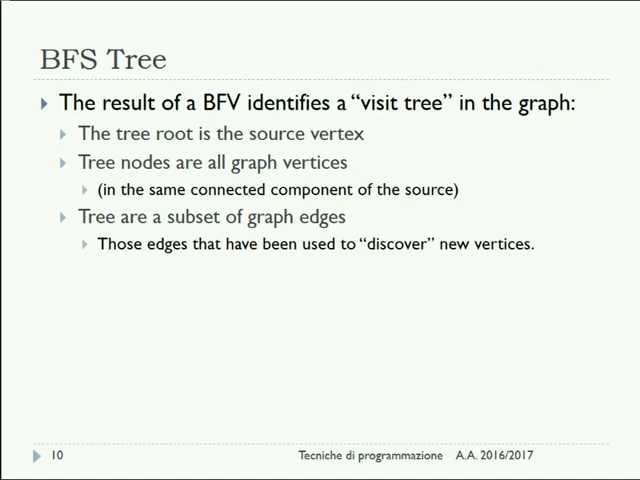 BFS Tree
The result of a BFV identifies a “visit tree” in the graph:
The tree root is the source vertex
Tree nodes are all graph vertices
(in the same connected component of the source)
Tree are a subset of graph edges
Those edges that have been used to “discover” new vertices.
10 Tecniche di programmazione A.A. 2016/2017